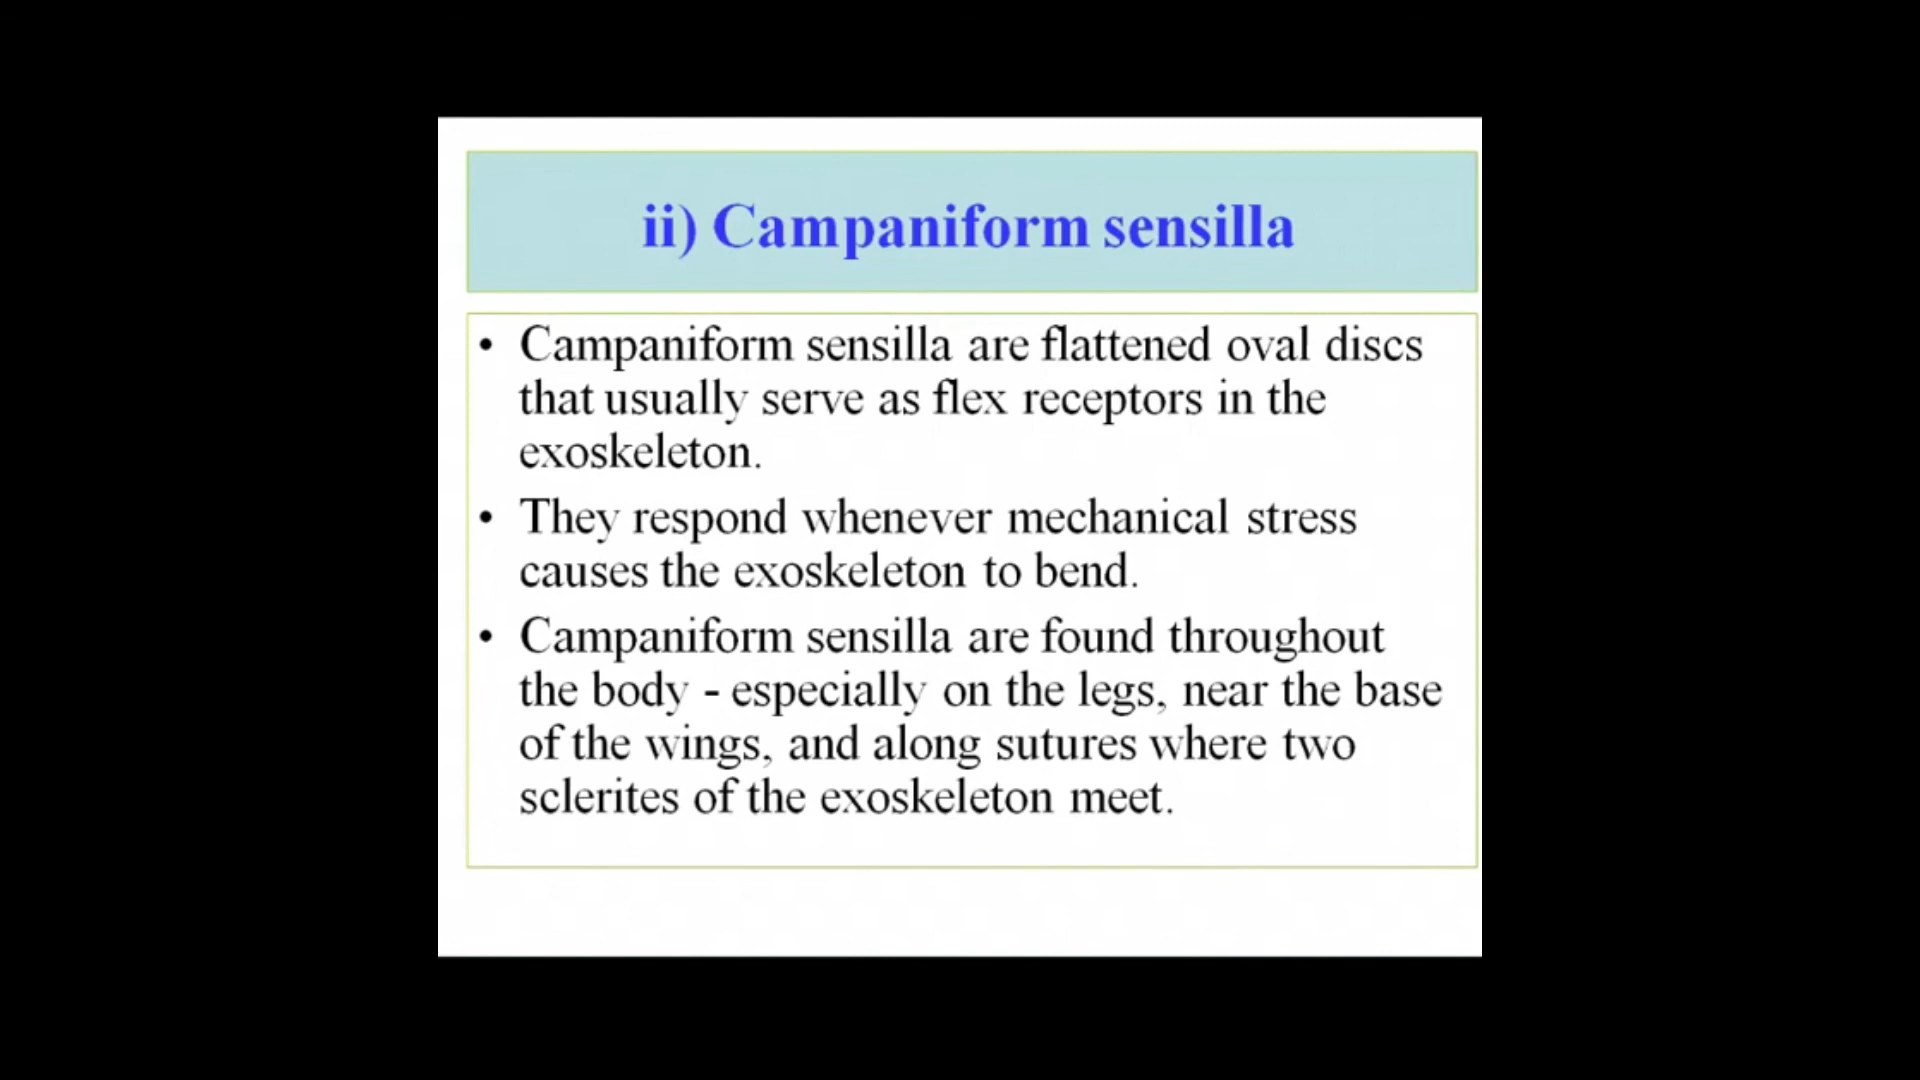 ii) Campaniform sensilla
• Campaniform sensilla are flattened oval discs
that usually serve as flex receptors in the
exoskeleton.
• They respond whenever mechanical stress
causes the exoskeleton to bend.
• Campaniform sensilla are found throughout
the body - especially on the legs, near the base
of the wings, and along sutures where two
sclerites of the exoskeleton meet.